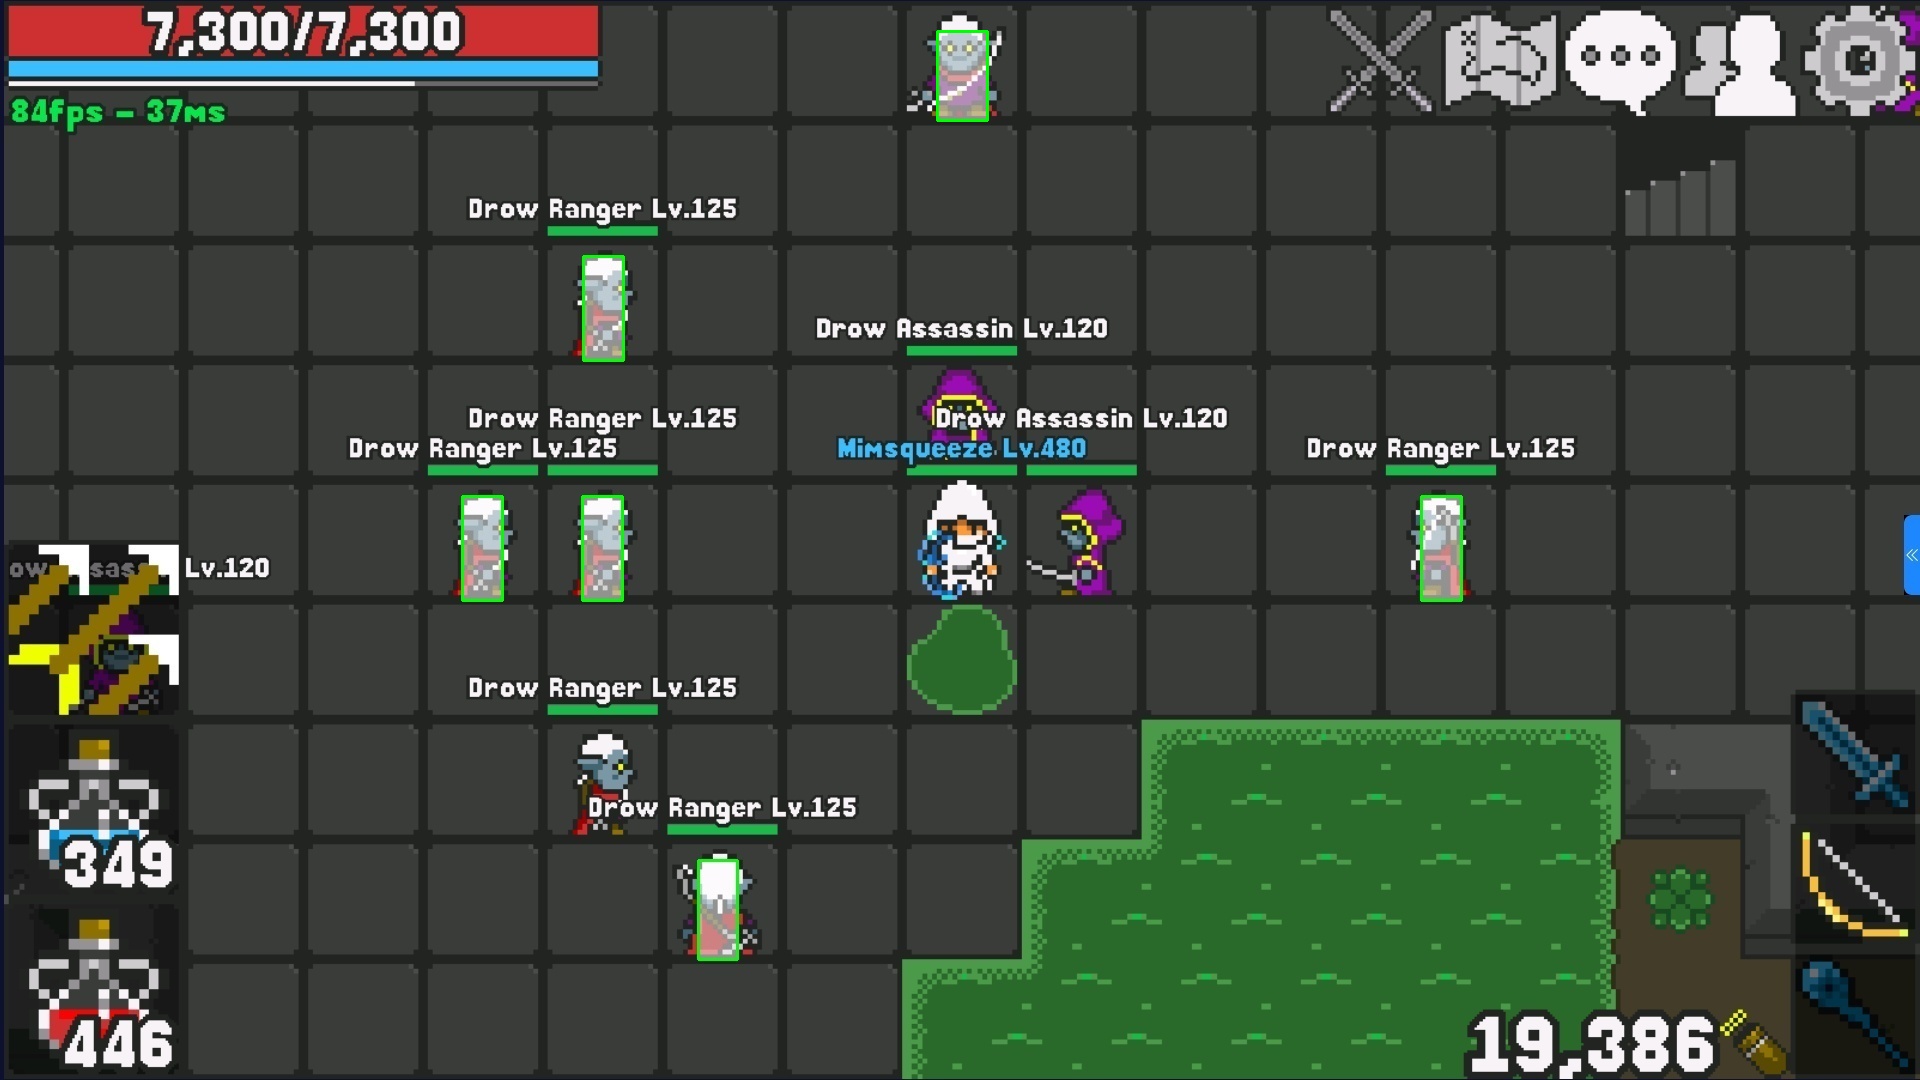 7,300/7,300
84fps - 37ms
Drow Ranger Lv.125
Drow Assassin Lv.120
Drow Ranger Lv.125
Drow Assassin Lv.120
Drow Ranger Lv.125
Mimsqueeze Lv.480
Drow Ranger Lv.125
Lv.120
Drow Ranger Lv.125
Drow Ranger Lv.125
349
446
19,386